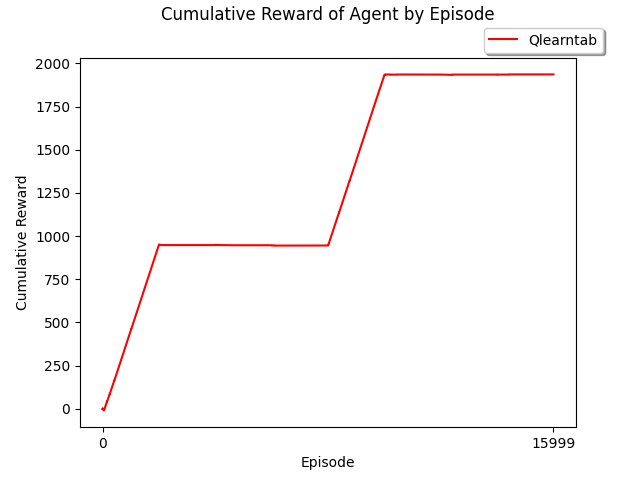 Cumulative Reward of Agent by Episode
Qlearntab
2000
1750
1500
1250
1000
750
500
250
0
Cumulative Reward
0
15999
Episode